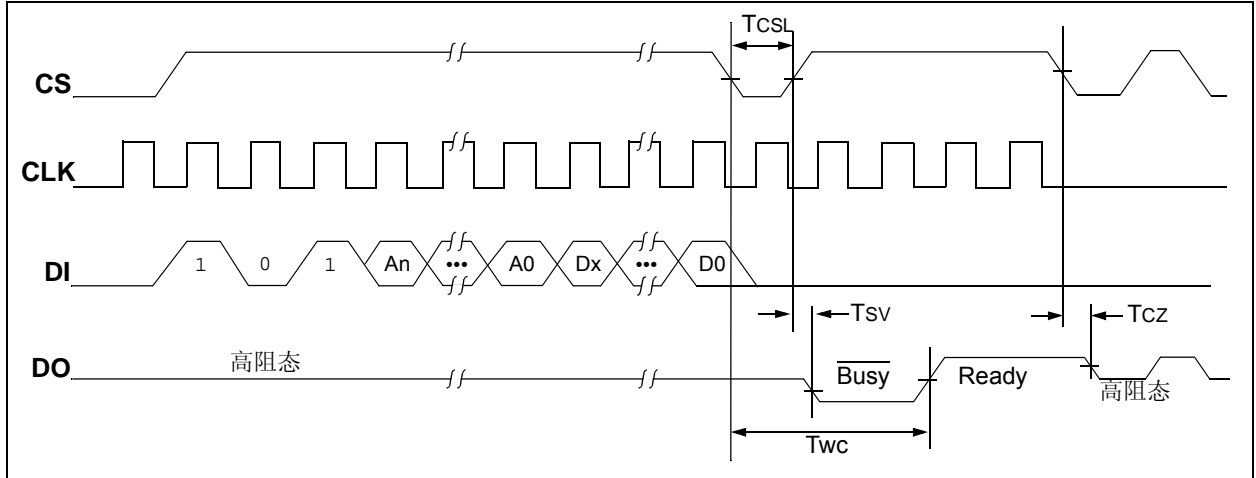 TCSL
CS
CLK
DI 1 0 1 An ••• A0 Dx ••• D0
TSV TCZ
DO 高阻态 Busy Ready 高阻态
TWC